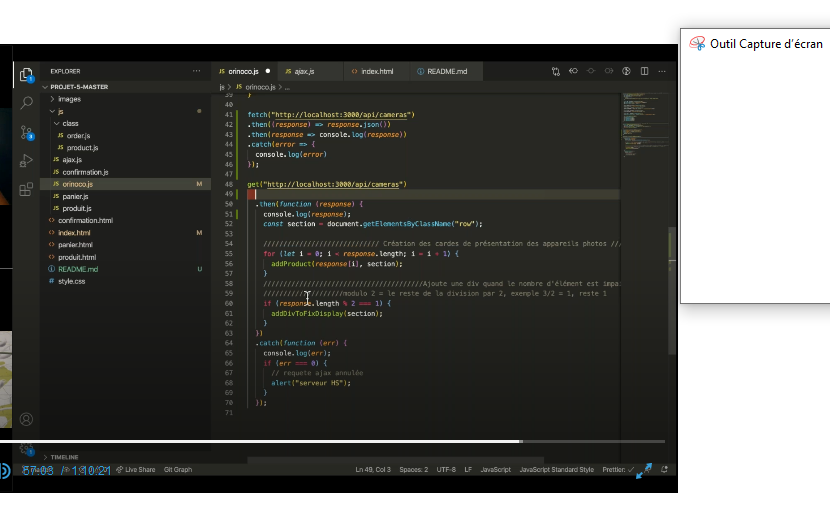 Outil Capture d'écran
EXPLORER
orinoco.js
ajax.js
index.html
README.md
PROJET-5-MASTER
images
js
class
order.js
product.js
ajax.js
confirmation.js
orinoco.js M
panier.js
produit.js
confirmation.html
index.html M
panier.html
produit.html
README.md U
style.css
TIMELINE
js > orinoco.js > ...
39 }
40
41 fetch("http://localhost:3000/api/cameras")
42 .then((response) => response.json())
43 .then(response => console.log(response))
44 .catch(error => {
45 console.log(error)
46 });
47
48 get("http://localhost:3000/api/cameras")
49
50 .then(function (response) {
51 console.log(response);
52 const section = document.getElementsByClassName("row");
53
54 ///////////////////////////// Création des cardes de présentation des appareils photos ///
55 for (let i = 0; i < response.length; i = i + 1) {
56 addProduct(response[i], section);
57 }
58 ////////////////////////////////////////Ajoute une div quand le nombre d'élément est impai
59 ////////////////////modulo 2 = le reste de la division par 2, exemple 3/2 = 1, reste 1
60 if (response.length % 2 === 1) {
61 addDivToFixDisplay(section);
62 }
63 })
64 .catch(function (err) {
65 console.log(err);
66 if (err === 0) {
67 // requete ajax annulée
68 alert("serveur HS");
69 }
70 });
71
57:03 / 1:10:21
Live Share
Git Graph
Ln 49, Col 3
Spaces: 2
UTF-8
LF
JavaScript
JavaScript Standard Style
Prettier: ✓